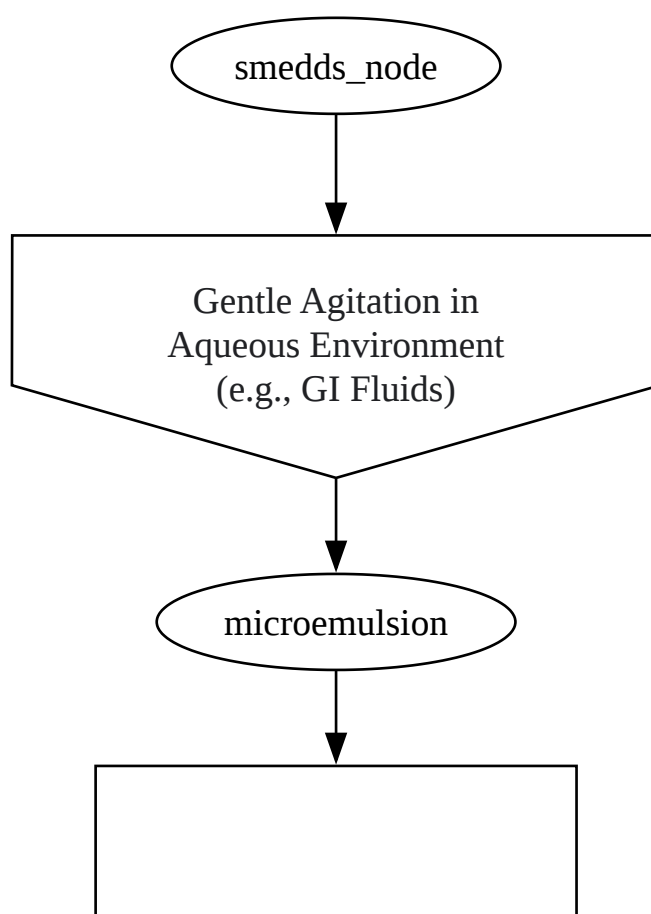 smedds_node
Gentle Agitation in
Aqueous Environment
(e.g., GI Fluids)
microemulsion